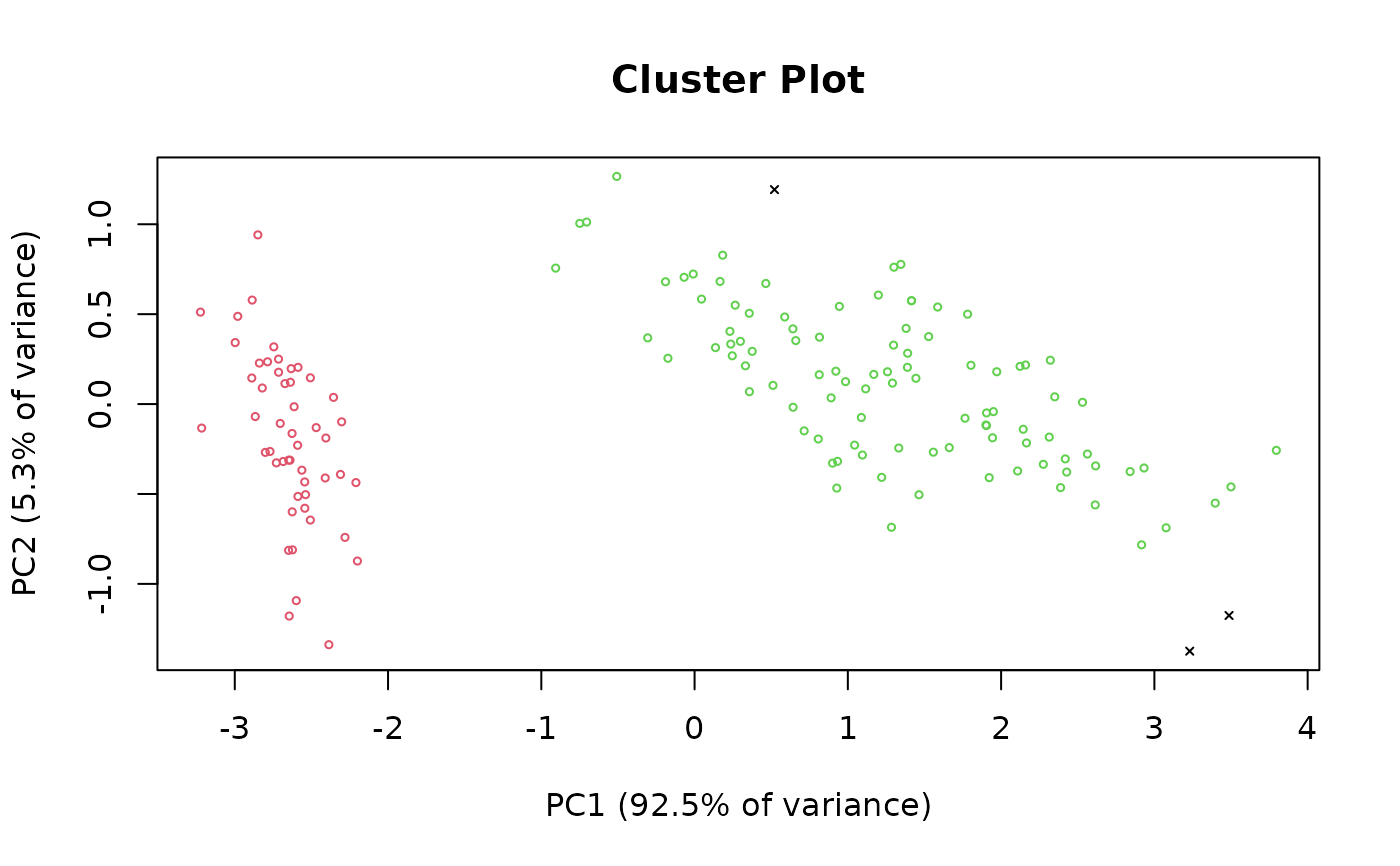 Cluster Plot
PC2 (5.3% of variance)
1.0
0.5
0.0
-1.0
-3 -2 -1 0 1 2 3 4
PC1 (92.5% of variance)